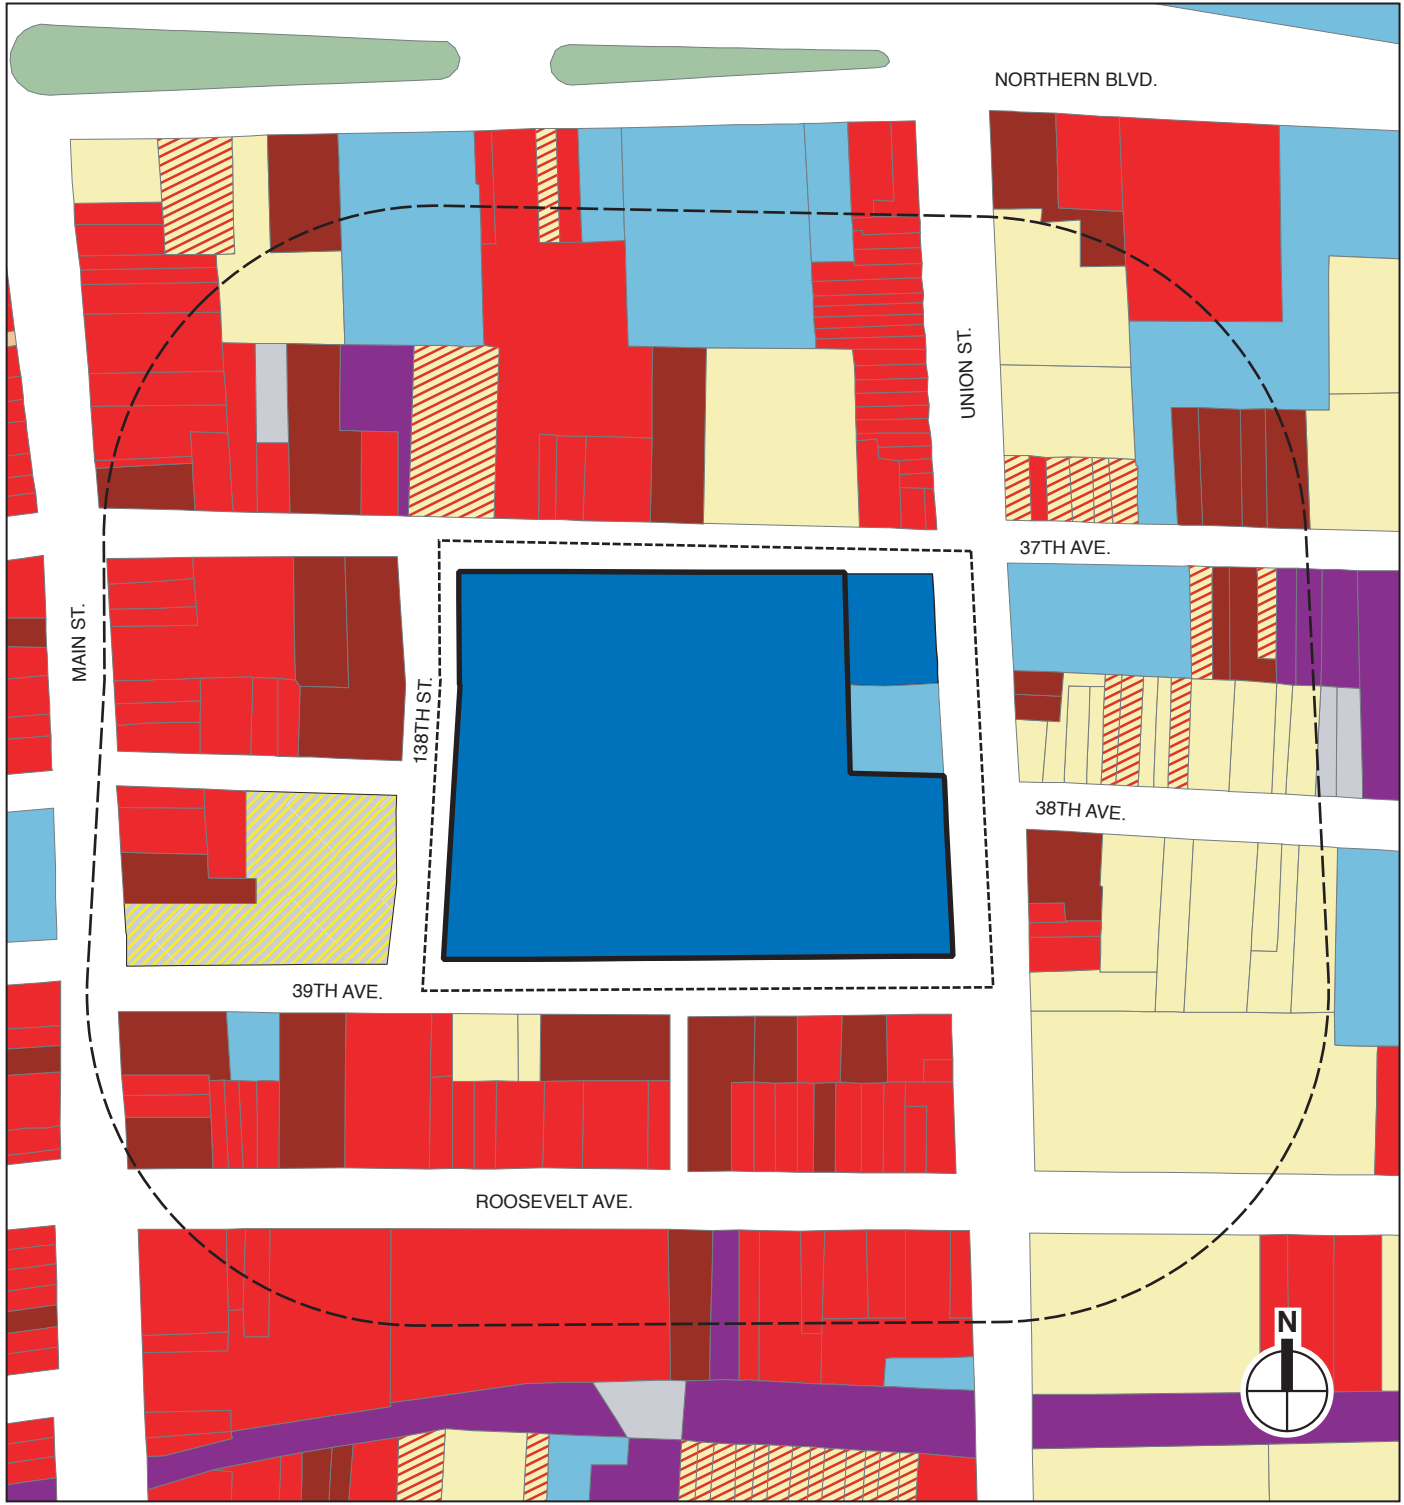 NORTHERN BLVD.
UNION ST.
37TH AVE.
MAIN ST.
138TH ST.
38TH AVE.
39TH AVE.
ROOSEVELT AVE.
N